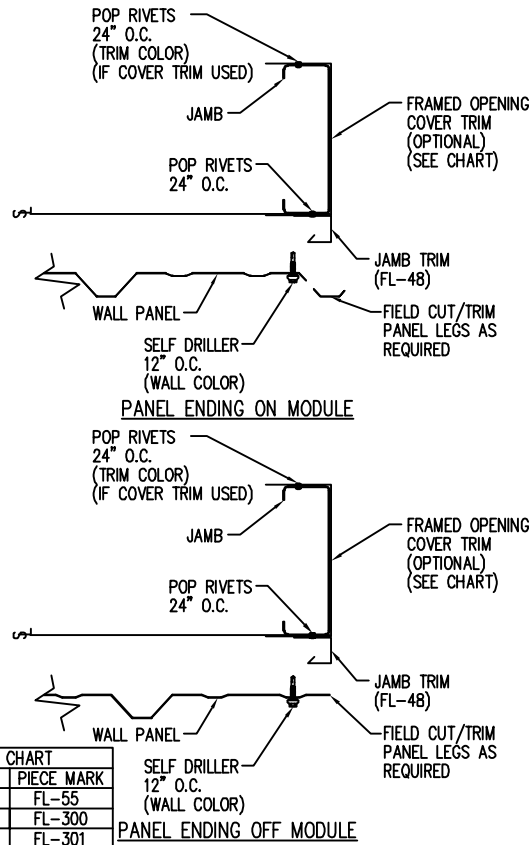 POP RIVETS
24" O.C.
(TRIM COLOR)
(IF COVER TRIM USED)
JAMB
FRAMED OPENING
COVER TRIM
(OPTIONAL)
(SEE CHART)
POP RIVETS
24" O.C.
JAMB TRIM
(FL-48)
WALL PANEL
FIELD CUT/TRIM
PANEL LEGS AS
REQUIRED
SELF DRILLER
12" O.C.
(WALL COLOR)
PANEL ENDING ON MODULE
POP RIVETS
24" O.C.
(TRIM COLOR)
(IF COVER TRIM USED)
JAMB
FRAMED OPENING
COVER TRIM
(OPTIONAL)
(SEE CHART)
POP RIVETS
24" O.C.
JAMB TRIM
(FL-48)
WALL PANEL
FIELD CUT/TRIM
PANEL LEGS AS
REQUIRED
SELF DRILLER
12" O.C.
(WALL COLOR)
CHART
PIECE MARK
FL-55
FL-300
FL-301
PANEL ENDING OFF MODULE